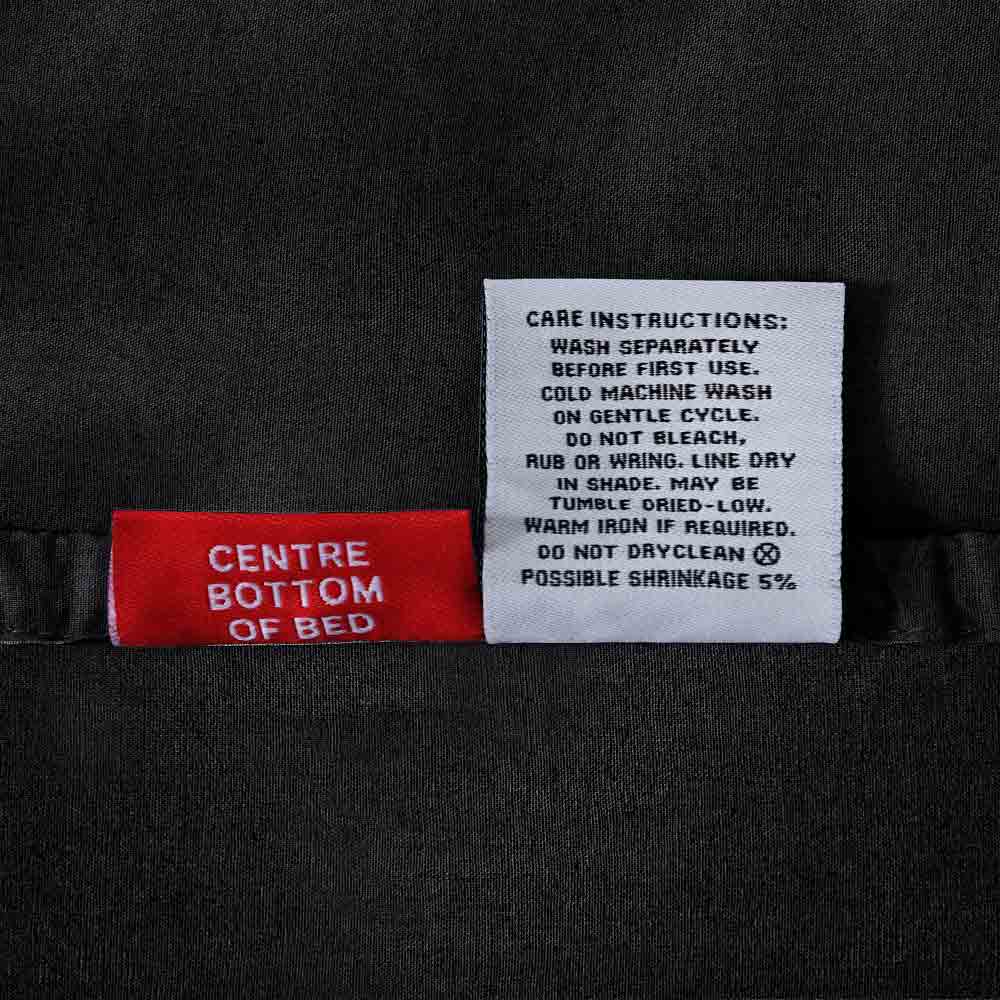 CARE INSTRUCTIONS:
WASH SEPARATELY
BEFORE FIRST USE.
COLD MACHINE WASH
ON GENTLE CYCLE.
DO NOT BLEACH,
RUB OR WRING. LINE DRY
IN SHADE. MAY BE
TUMBLE DRIED-LOW.
WARM IRON IF REQUIRED.
DO NOT DRYCLEAN
POSSIBLE SHRINKAGE 5%
CENTRE
BOTTOM
OF BED